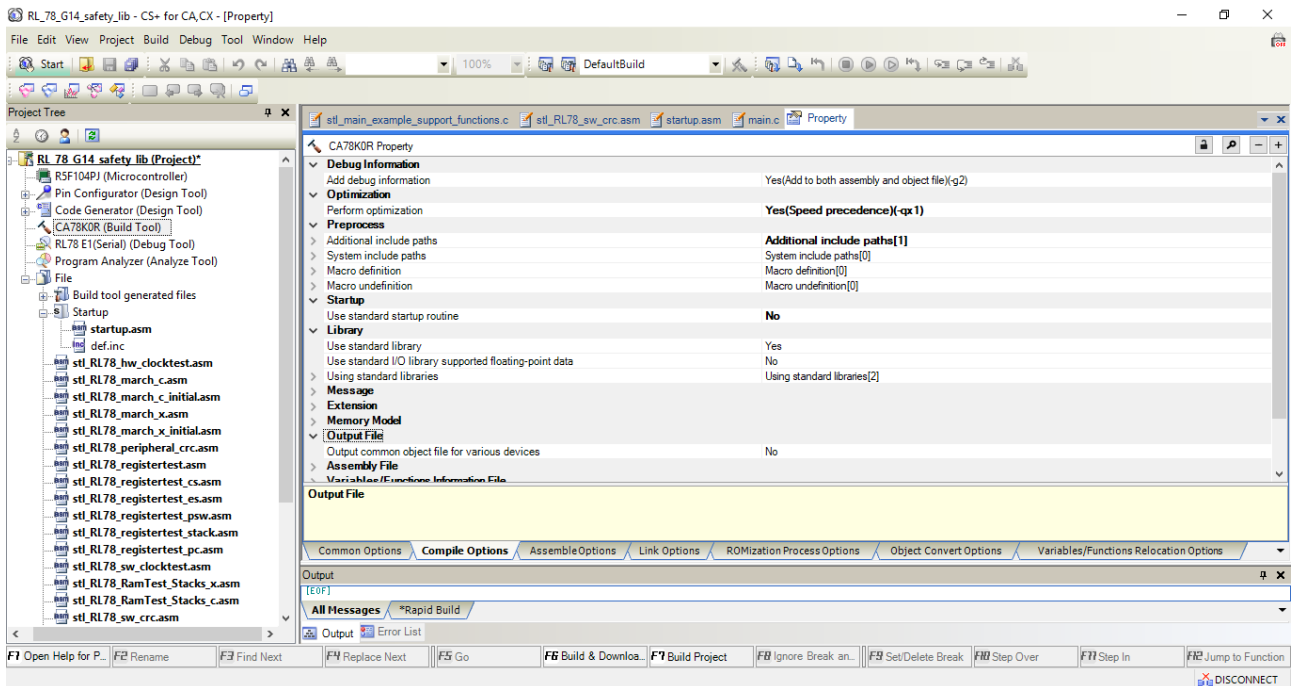 RL_78_G14_safety_lib - CS+ for CA,CX - [Property]
File Edit View Project Build Debug Tool Window Help
Start 100% DefaultBuild
Project Tree
RL_78_G14_safety_lib (Project)*
R5F104PJ (Microcontroller)
Pin Configurator (Design Tool)
Code Generator (Design Tool)
CA78K0R (Build Tool)
RL78 E1(Serial) (Debug Tool)
Program Analyzer (Analyze Tool)
File
Build tool generated files
Startup
startup.asm
def.inc
stl_RL78_hw_clocktest.asm
stl_RL78_march_c.asm
stl_RL78_march_c_initial.asm
stl_RL78_march_x.asm
stl_RL78_march_x_initial.asm
stl_RL78_peripheral_crc.asm
stl_RL78_registertest.asm
stl_RL78_registertest_cs.asm
stl_RL78_registertest_es.asm
stl_RL78_registertest_psw.asm
stl_RL78_registertest_stack.asm
stl_RL78_registertest_pc.asm
stl_RL78_sw_clocktest.asm
stl_RL78_RamTest_Stacks_x.asm
stl_RL78_RamTest_Stacks_c.asm
stl_RL78_sw_crc.asm
stl_main_example_support_functions.c stl_RL78_sw_crc.asm startup.asm main.c Property
CA78K0R Property
Debug Information
Add debug information Yes(Add to both assembly and object file)(-g2)
Optimization
Perform optimization Yes(Speed precedence)(-qx1)
Preprocess
Additional include paths Additional include paths[1]
System include paths System include paths[0]
Macro definition Macro definition[0]
Macro undefinition Macro undefinition[0]
Startup
Use standard startup routine No
Library
Use standard library Yes
Use standard I/O library supported floating-point data No
Using standard libraries Using standard libraries[2]
Message
Extension
Memory Model
Output File
Output common object file for various devices No
Assembly File
Variables/Functions Information File
Output File
Common Options Compile Options Assemble Options Link Options ROMization Process Options Object Convert Options Variables/Functions Relocation Options
Output
[EOF]
All Messages *Rapid Build
Output Error List
F1 Open Help for P... F2 Rename F3 Find Next F4 Replace Next F5 Go F6 Build & Downloa... F7 Build Project F8 Ignore Break an... F9 Set/Delete Break F10 Step Over F11 Step In F12 Jump to Function
DISCONNECT